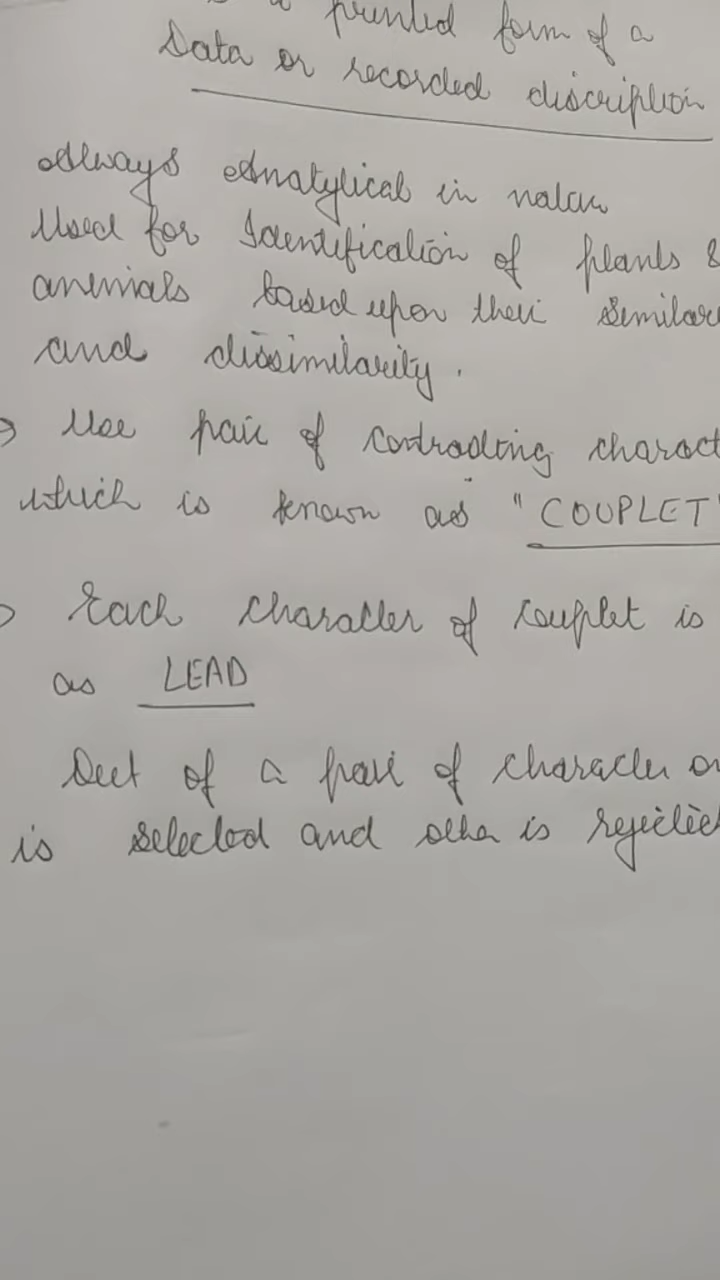 printed form of a
Data or recorded discription
Always Analylical in natur
Used for Identification of plants &
animals based upon their similar
and dissimilarity.
Use pair of contrasting charact
which is known as "COUPLET"
Each character of couplet is
as LEAD
Out of a pair of character on
is selected and other is rejected